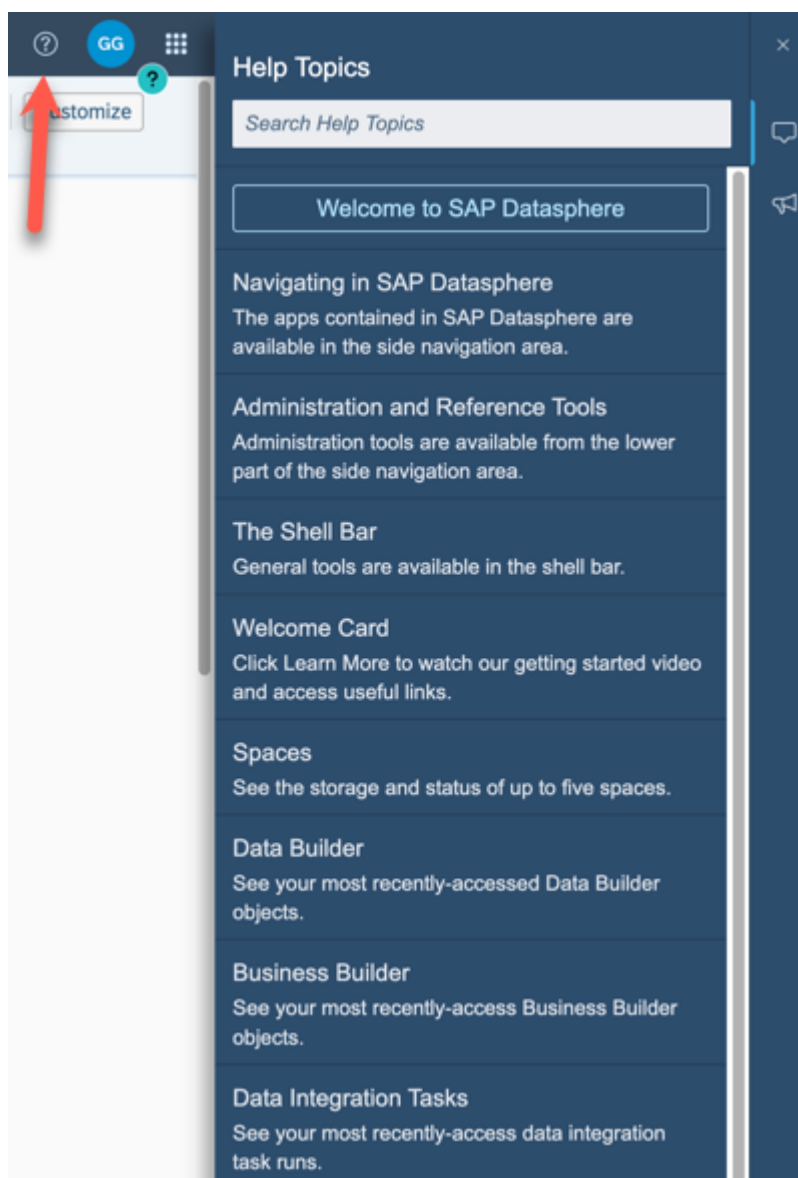 GG
?
ustomize
Help Topics
Search Help Topics
Welcome to SAP Datasphere
Navigating in SAP Datasphere
The apps contained in SAP Datasphere are
available in the side navigation area.
Administration and Reference Tools
Administration tools are available from the lower
part of the side navigation area.
The Shell Bar
General tools are available in the shell bar.
Welcome Card
Click Learn More to watch our getting started video
and access useful links.
Spaces
See the storage and status of up to five spaces.
Data Builder
See your most recently-accessed Data Builder
objects.
Business Builder
See your most recently-access Business Builder
objects.
Data Integration Tasks
See your most recently-access data integration
task runs.